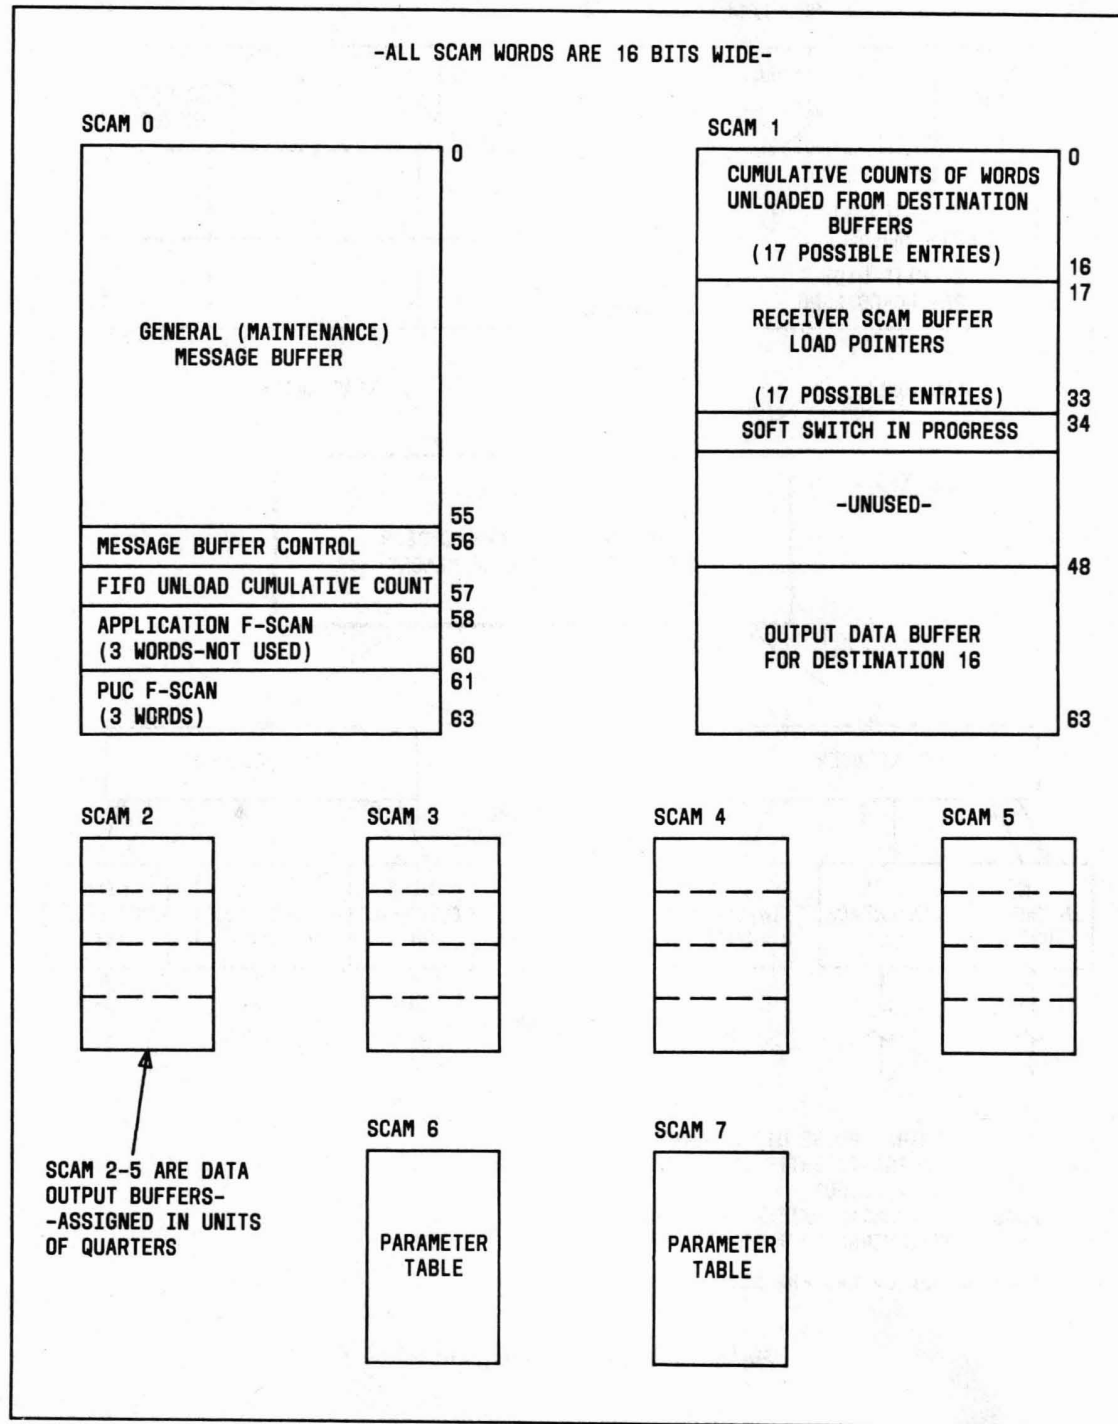 -ALL SCAM WORDS ARE 16 BITS WIDE-
SCAM 0
0
GENERAL (MAINTENANCE)
MESSAGE BUFFER
55
MESSAGE BUFFER CONTROL
56
FIFO UNLOAD CUMULATIVE COUNT
57
APPLICATION F-SCAN
58
(3 WORDS-NOT USED)
60
PUC F-SCAN
61
(3 WORDS)
63
SCAM 1
0
CUMULATIVE COUNTS OF WORDS
UNLOADED FROM DESTINATION
BUFFERS
(17 POSSIBLE ENTRIES)
16
17
RECEIVER SCAM BUFFER
LOAD POINTERS
(17 POSSIBLE ENTRIES)
33
34
SOFT SWITCH IN PROGRESS
-UNUSED-
48
OUTPUT DATA BUFFER
FOR DESTINATION 16
63
SCAM 2
SCAM 3
SCAM 4
SCAM 5
SCAM 2-5 ARE DATA
OUTPUT BUFFERS-
-ASSIGNED IN UNITS
OF QUARTERS
SCAM 6
PARAMETER
TABLE
SCAM 7
PARAMETER
TABLE